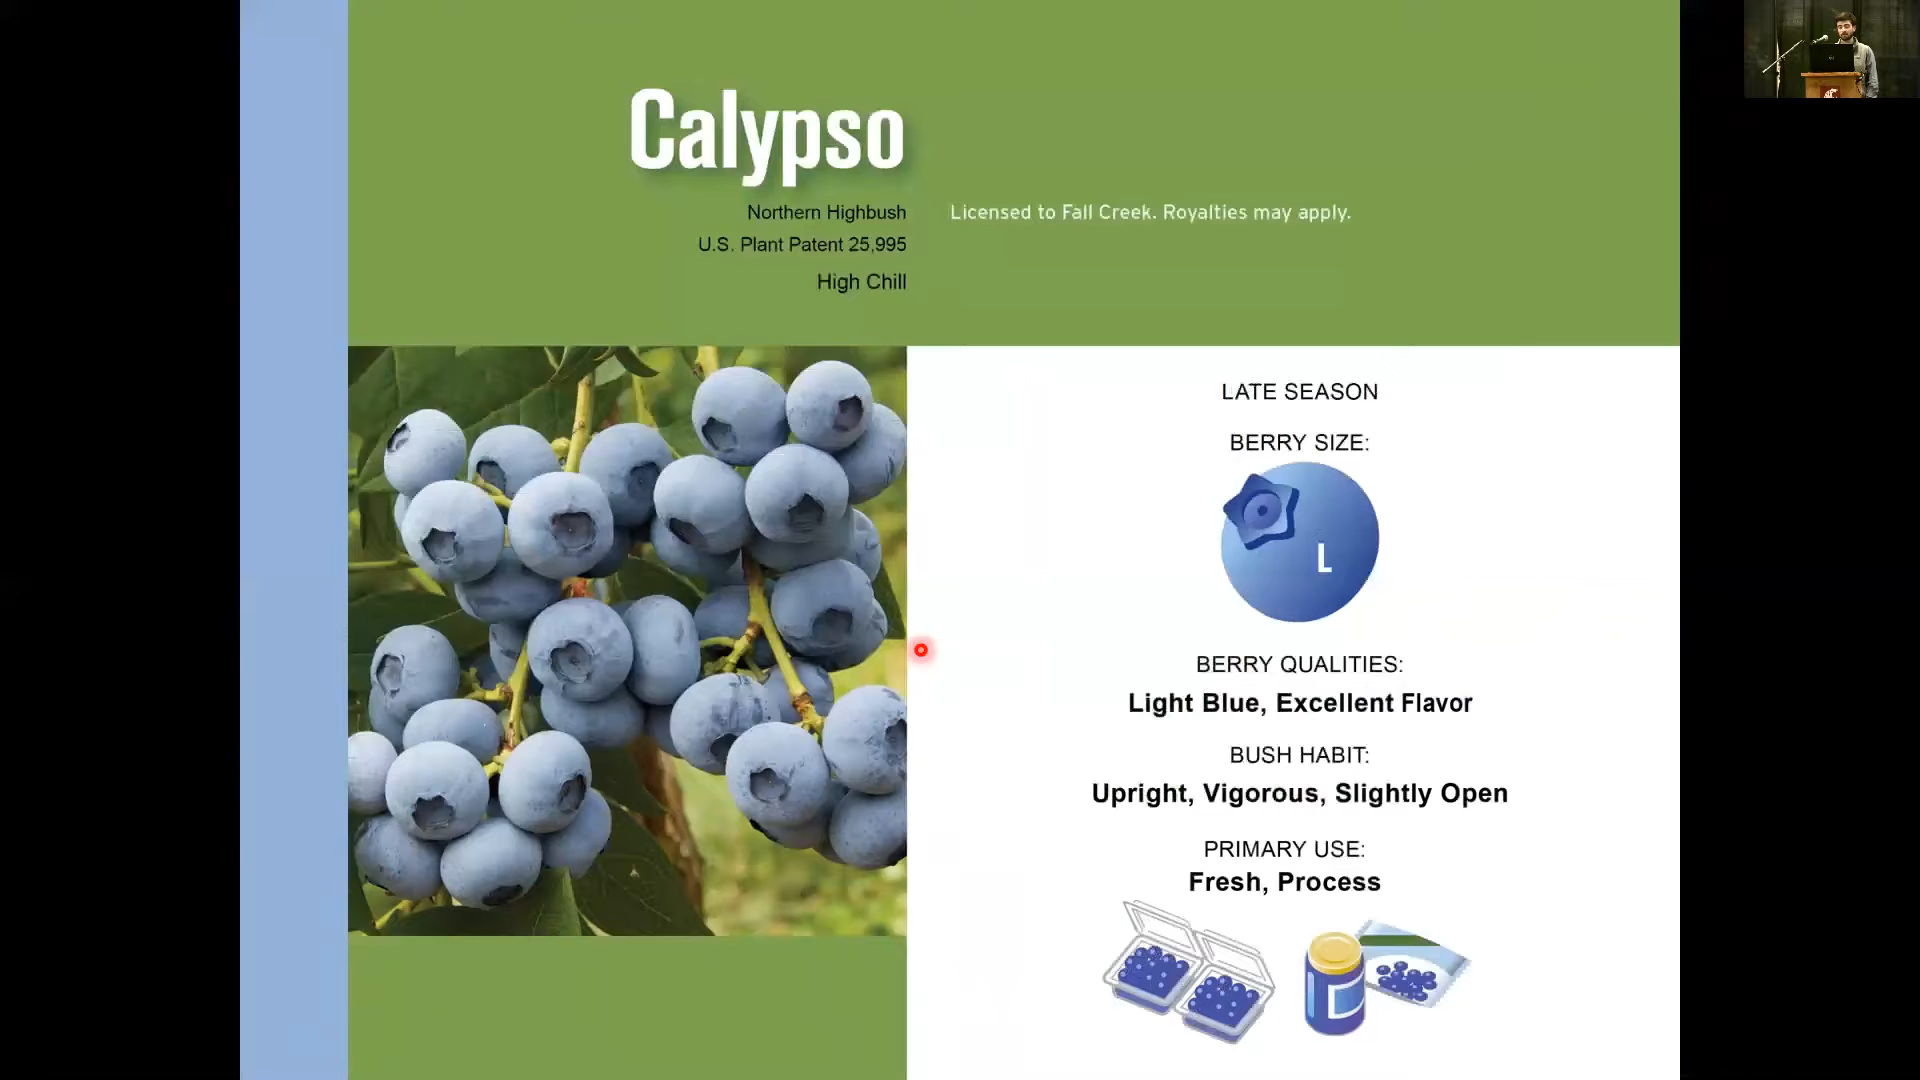 Calypso
Northern Highbush
Licensed to Fall Creek. Royalties may apply.
U.S. Plant Patent 25,995
High Chill
LATE SEASON
BERRY SIZE:
L
BERRY QUALITIES:
Light Blue, Excellent Flavor
BUSH HABIT:
Upright, Vigorous, Slightly Open
PRIMARY USE:
Fresh, Process